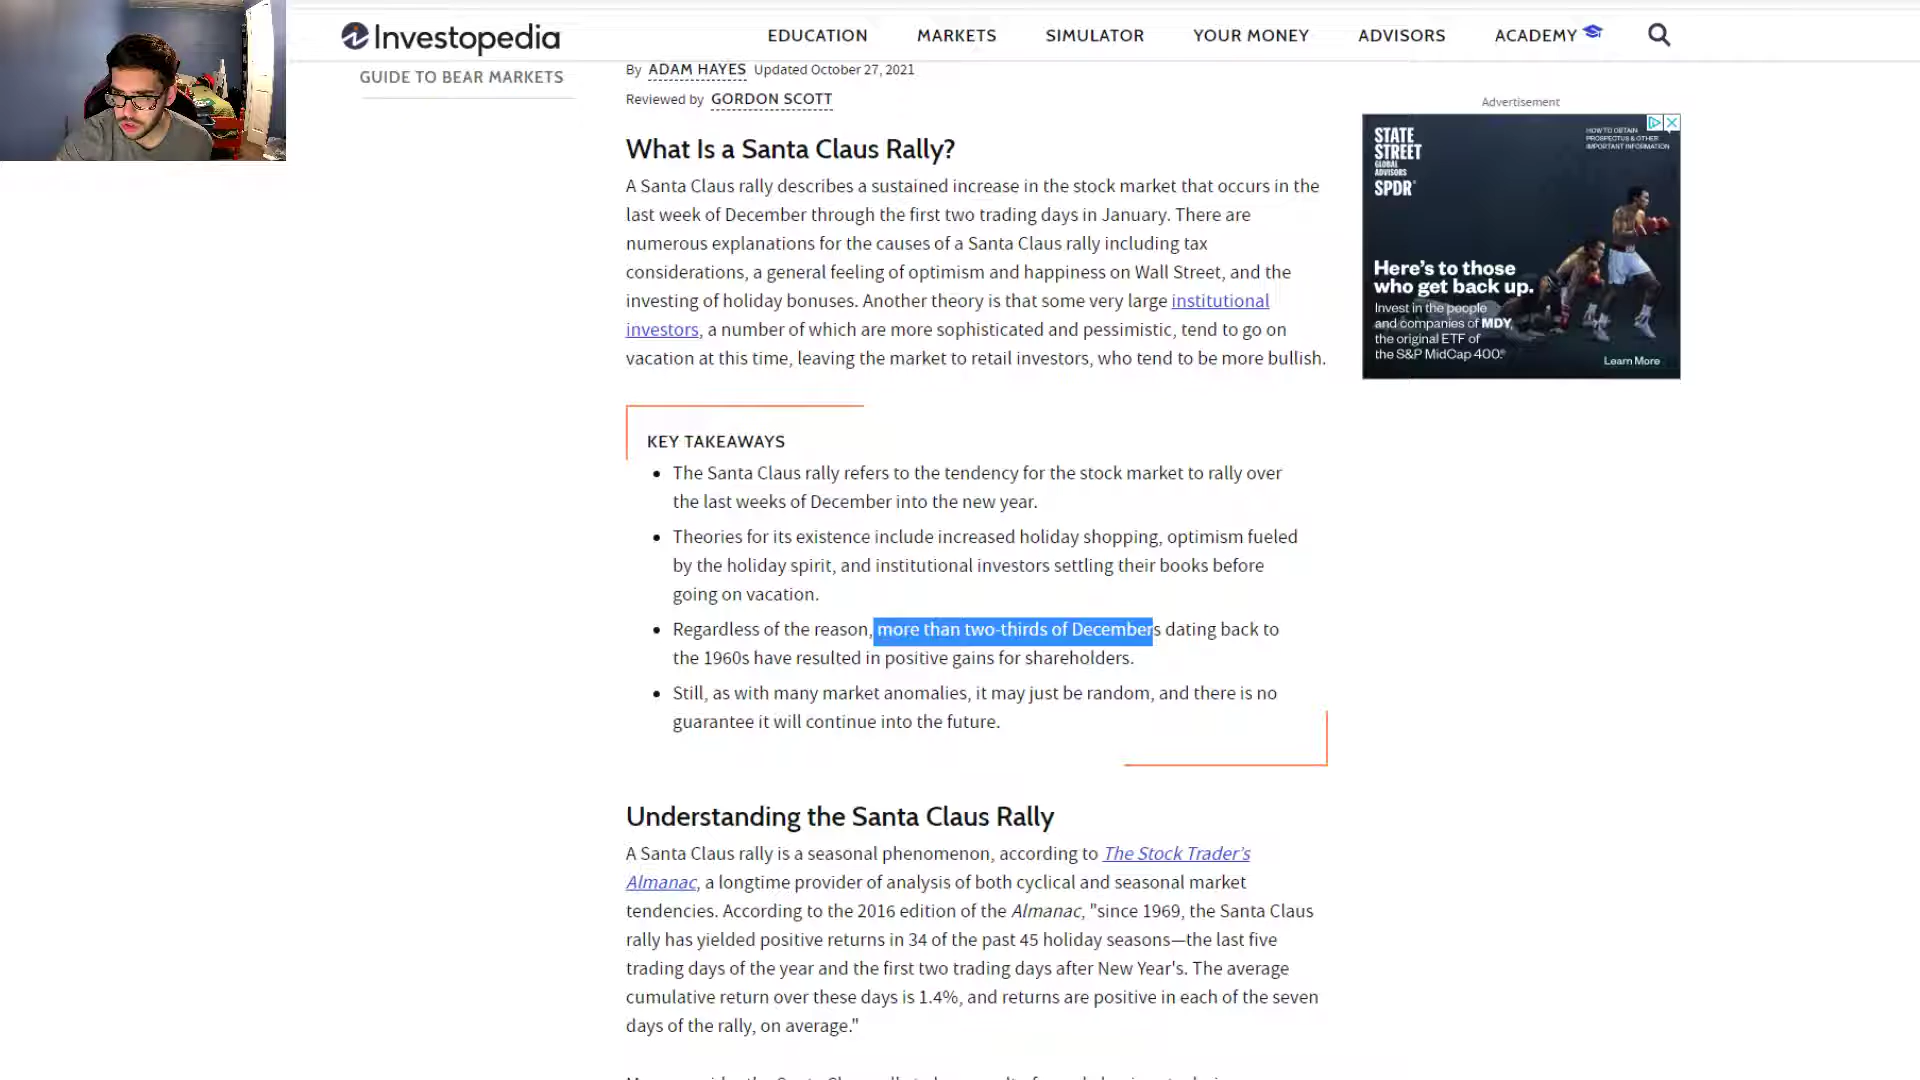 Investopedia
EDUCATION MARKETS SIMULATOR YOUR MONEY ADVISORS ACADEMY
GUIDE TO BEAR MARKETS
By ADAM HAYES Updated October 27, 2021
Reviewed by GORDON SCOTT
What Is a Santa Claus Rally?
A Santa Claus rally describes a sustained increase in the stock market that occurs in the
last week of December through the first two trading days in January. There are
numerous explanations for the causes of a Santa Claus rally including tax
considerations, a general feeling of optimism and happiness on Wall Street, and the
investing of holiday bonuses. Another theory is that some very large institutional
investors, a number of which are more sophisticated and pessimistic, tend to go on
vacation at this time, leaving the market to retail investors, who tend to be more bullish.
KEY TAKEAWAYS
• The Santa Claus rally refers to the tendency for the stock market to rally over
the last weeks of December into the new year.
• Theories for its existence include increased holiday shopping, optimism fueled
by the holiday spirit, and institutional investors settling their books before
going on vacation.
• Regardless of the reason, more than two-thirds of Decembers dating back to
the 1960s have resulted in positive gains for shareholders.
• Still, as with many market anomalies, it may just be random, and there is no
guarantee it will continue into the future.
Understanding the Santa Claus Rally
A Santa Claus rally is a seasonal phenomenon, according to The Stock Trader's
Almanac, a longtime provider of analysis of both cyclical and seasonal market
tendencies. According to the 2016 edition of the Almanac, "since 1969, the Santa Claus
rally has yielded positive returns in 34 of the past 45 holiday seasons—the last five
trading days of the year and the first two trading days after New Year's. The average
cumulative return over these days is 1.4%, and returns are positive in each of the seven
days of the rally, on average."
Advertisement
STATE
STREET
GLOBAL
ADVISORS
SPDR®
HOW TO OBTAIN
PROSPECTUS & OTHER
IMPORTANT INFORMATION
Here's to those
who get back up.
Invest in the people
and companies of MDY,
the original ETF of
the S&P MidCap 400.®
Learn More